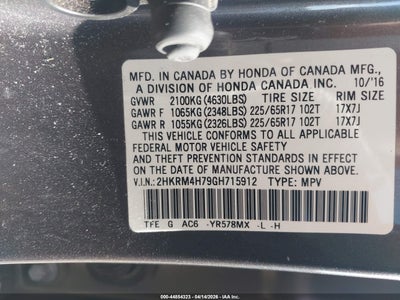 MFD. IN CANADA BY HONDA OF CANADA MFG.,
A DIVISION OF HONDA CANADA INC. 10/'16
GVWR 2100KG (4630LBS) TIRE SIZE RIM SIZE
GAWR F 1065KG (2348LBS) 225/65R17 102T 17X7J
GAWR R 1055KG (2326LBS) 225/65R17 102T 17X7J
THIS VEHICLE CONFORMS TO ALL APPLICABLE
FEDERAL MOTOR VEHICLE SAFETY AND
THEFT PREVENTION STANDARDS IN EFFECT ON
THE DATE OF MANUFACTURE SHOWN ABOVE.
V.I.N.: 2HKRM4H79GH715912 TYPE: MPV
TFE G AC6 -YR578MX -L -H
© IAA 44854323 | 04/14/2026 | IAAI.COM